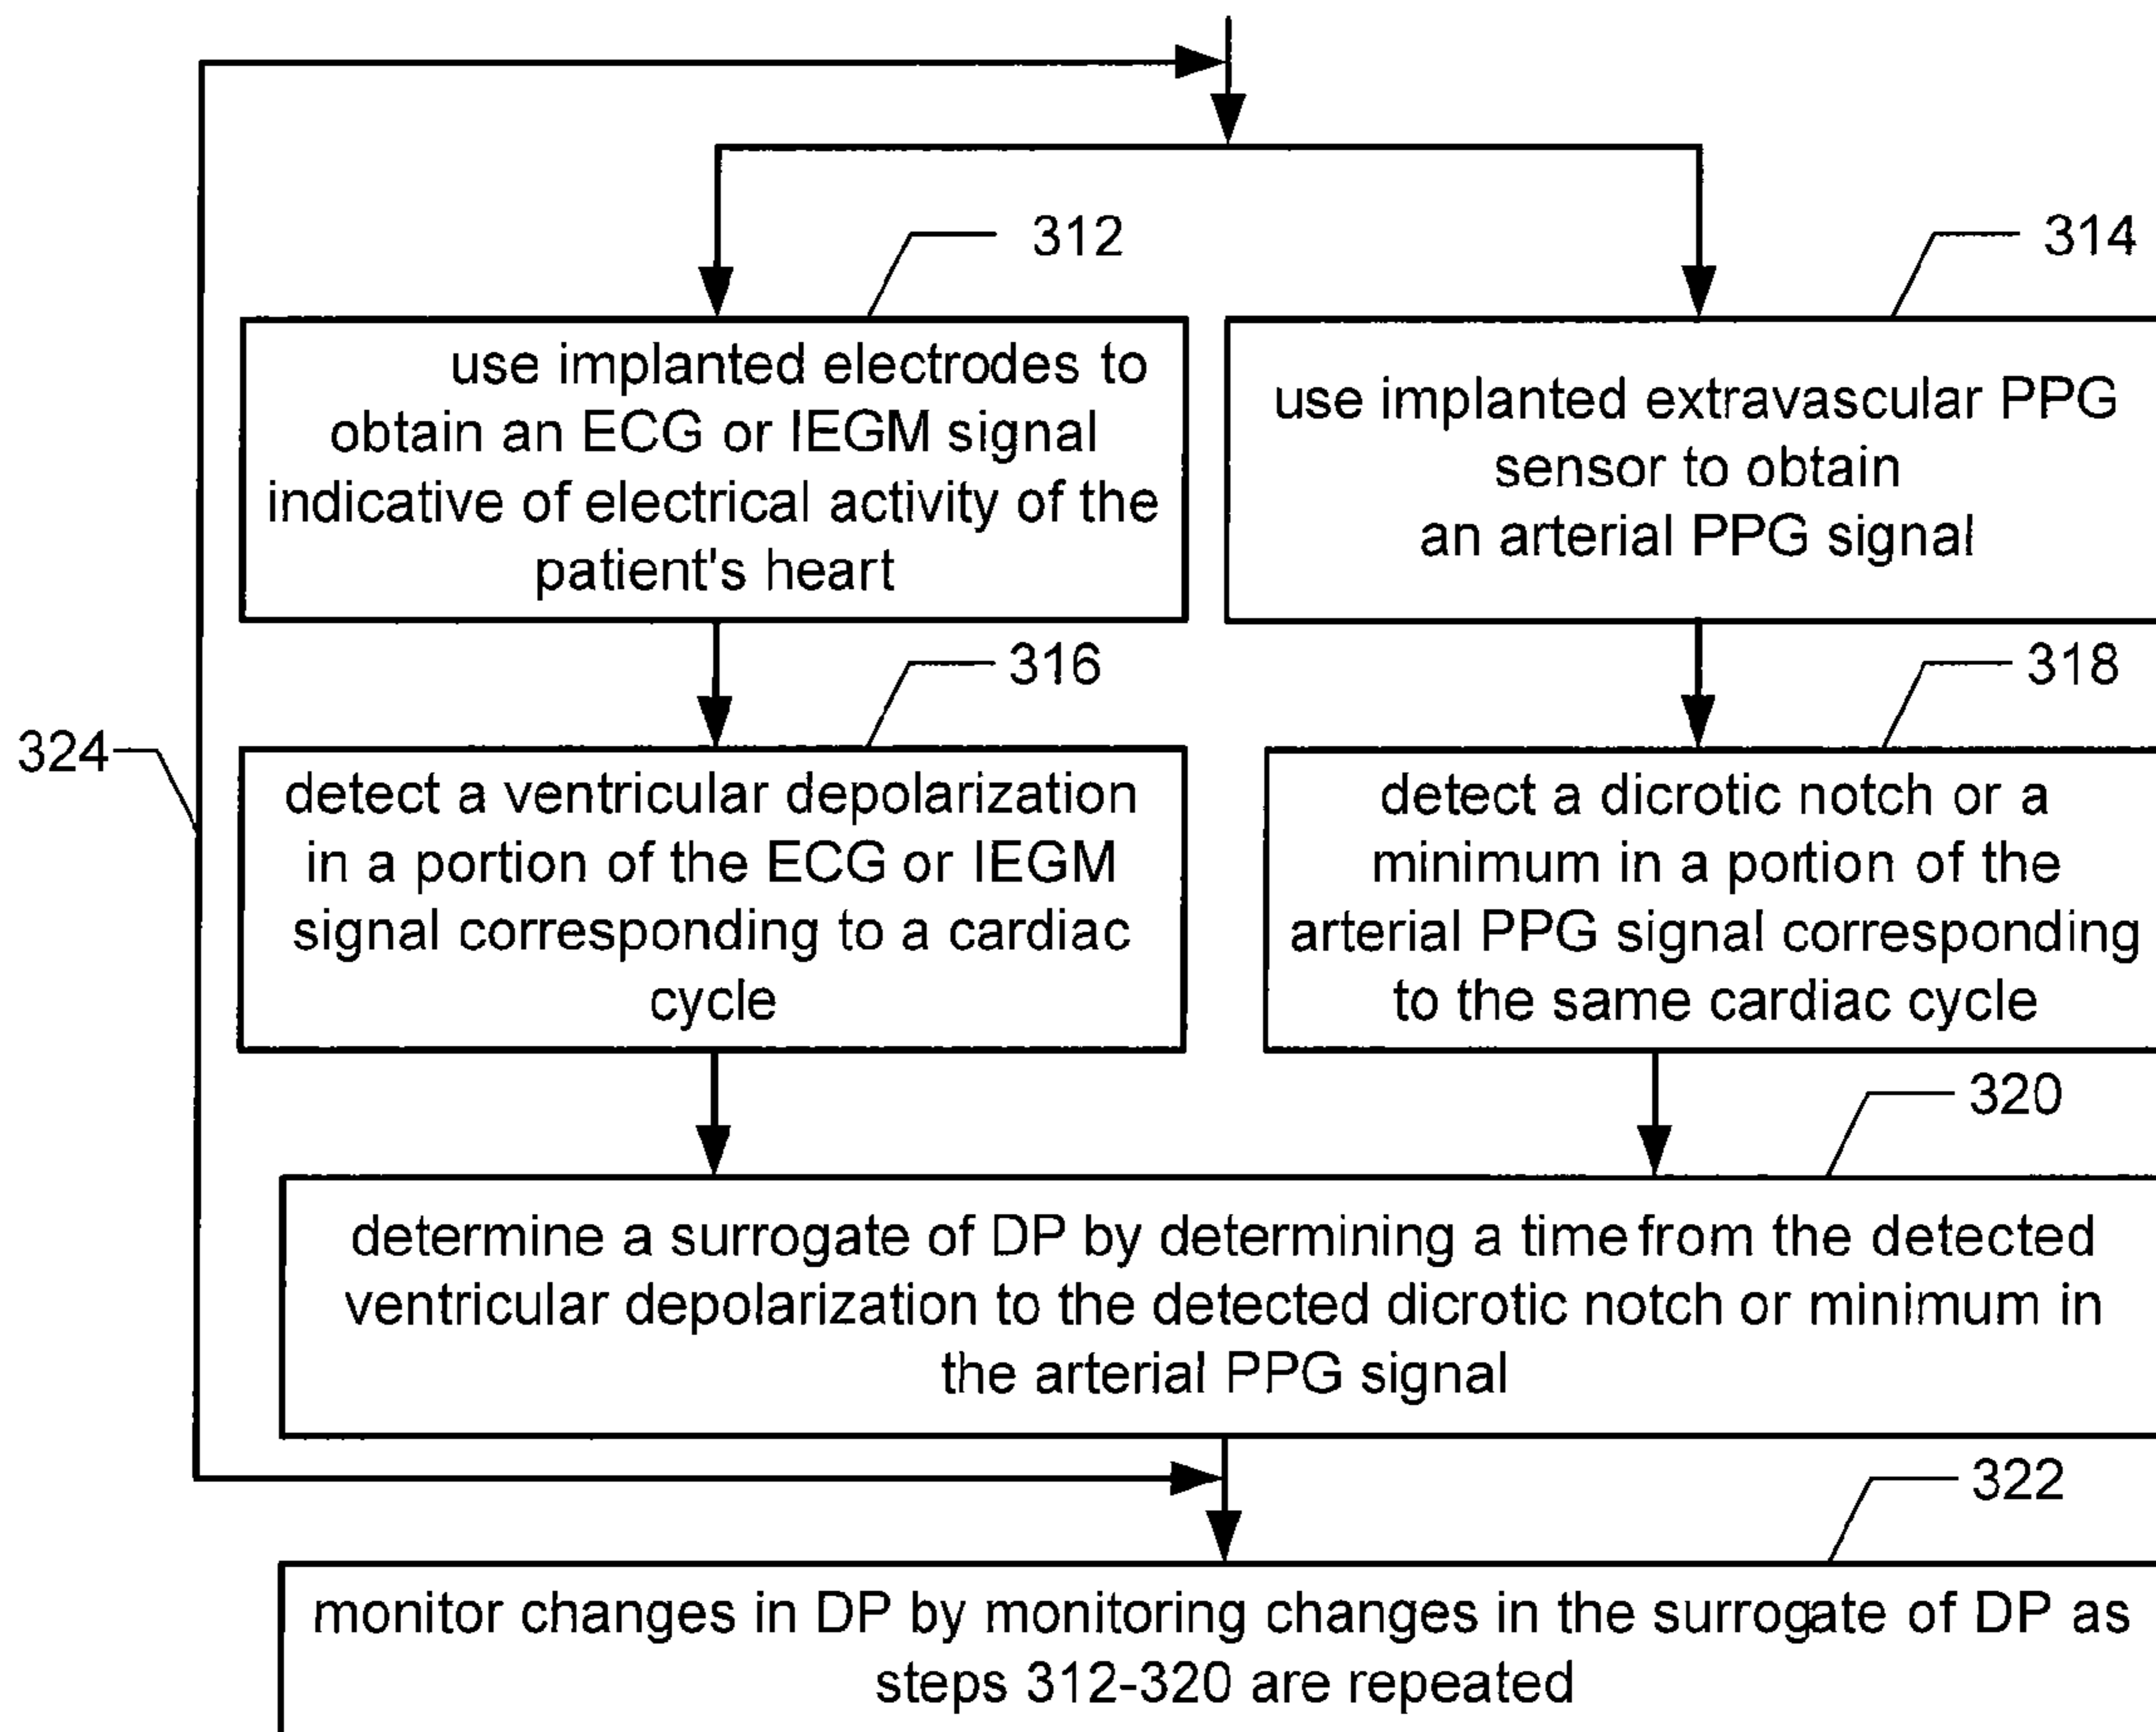 312
314
use implanted electrodes to
obtain an ECG or IEGM signal
indicative of electrical activity of the
patient's heart
use implanted extravascular PPG
sensor to obtain
an arterial PPG signal
316
318
324
detect a ventricular depolarization
in a portion of the ECG or IEGM
signal corresponding to a cardiac
cycle
detect a dicrotic notch or a
minimum in a portion of the
arterial PPG signal corresponding
to the same cardiac cycle
320
determine a surrogate of DP by determining a time from the detected
ventricular depolarization to the detected dicrotic notch or minimum in
the arterial PPG signal
322
monitor changes in DP by monitoring changes in the surrogate of DP as
steps 312-320 are repeated